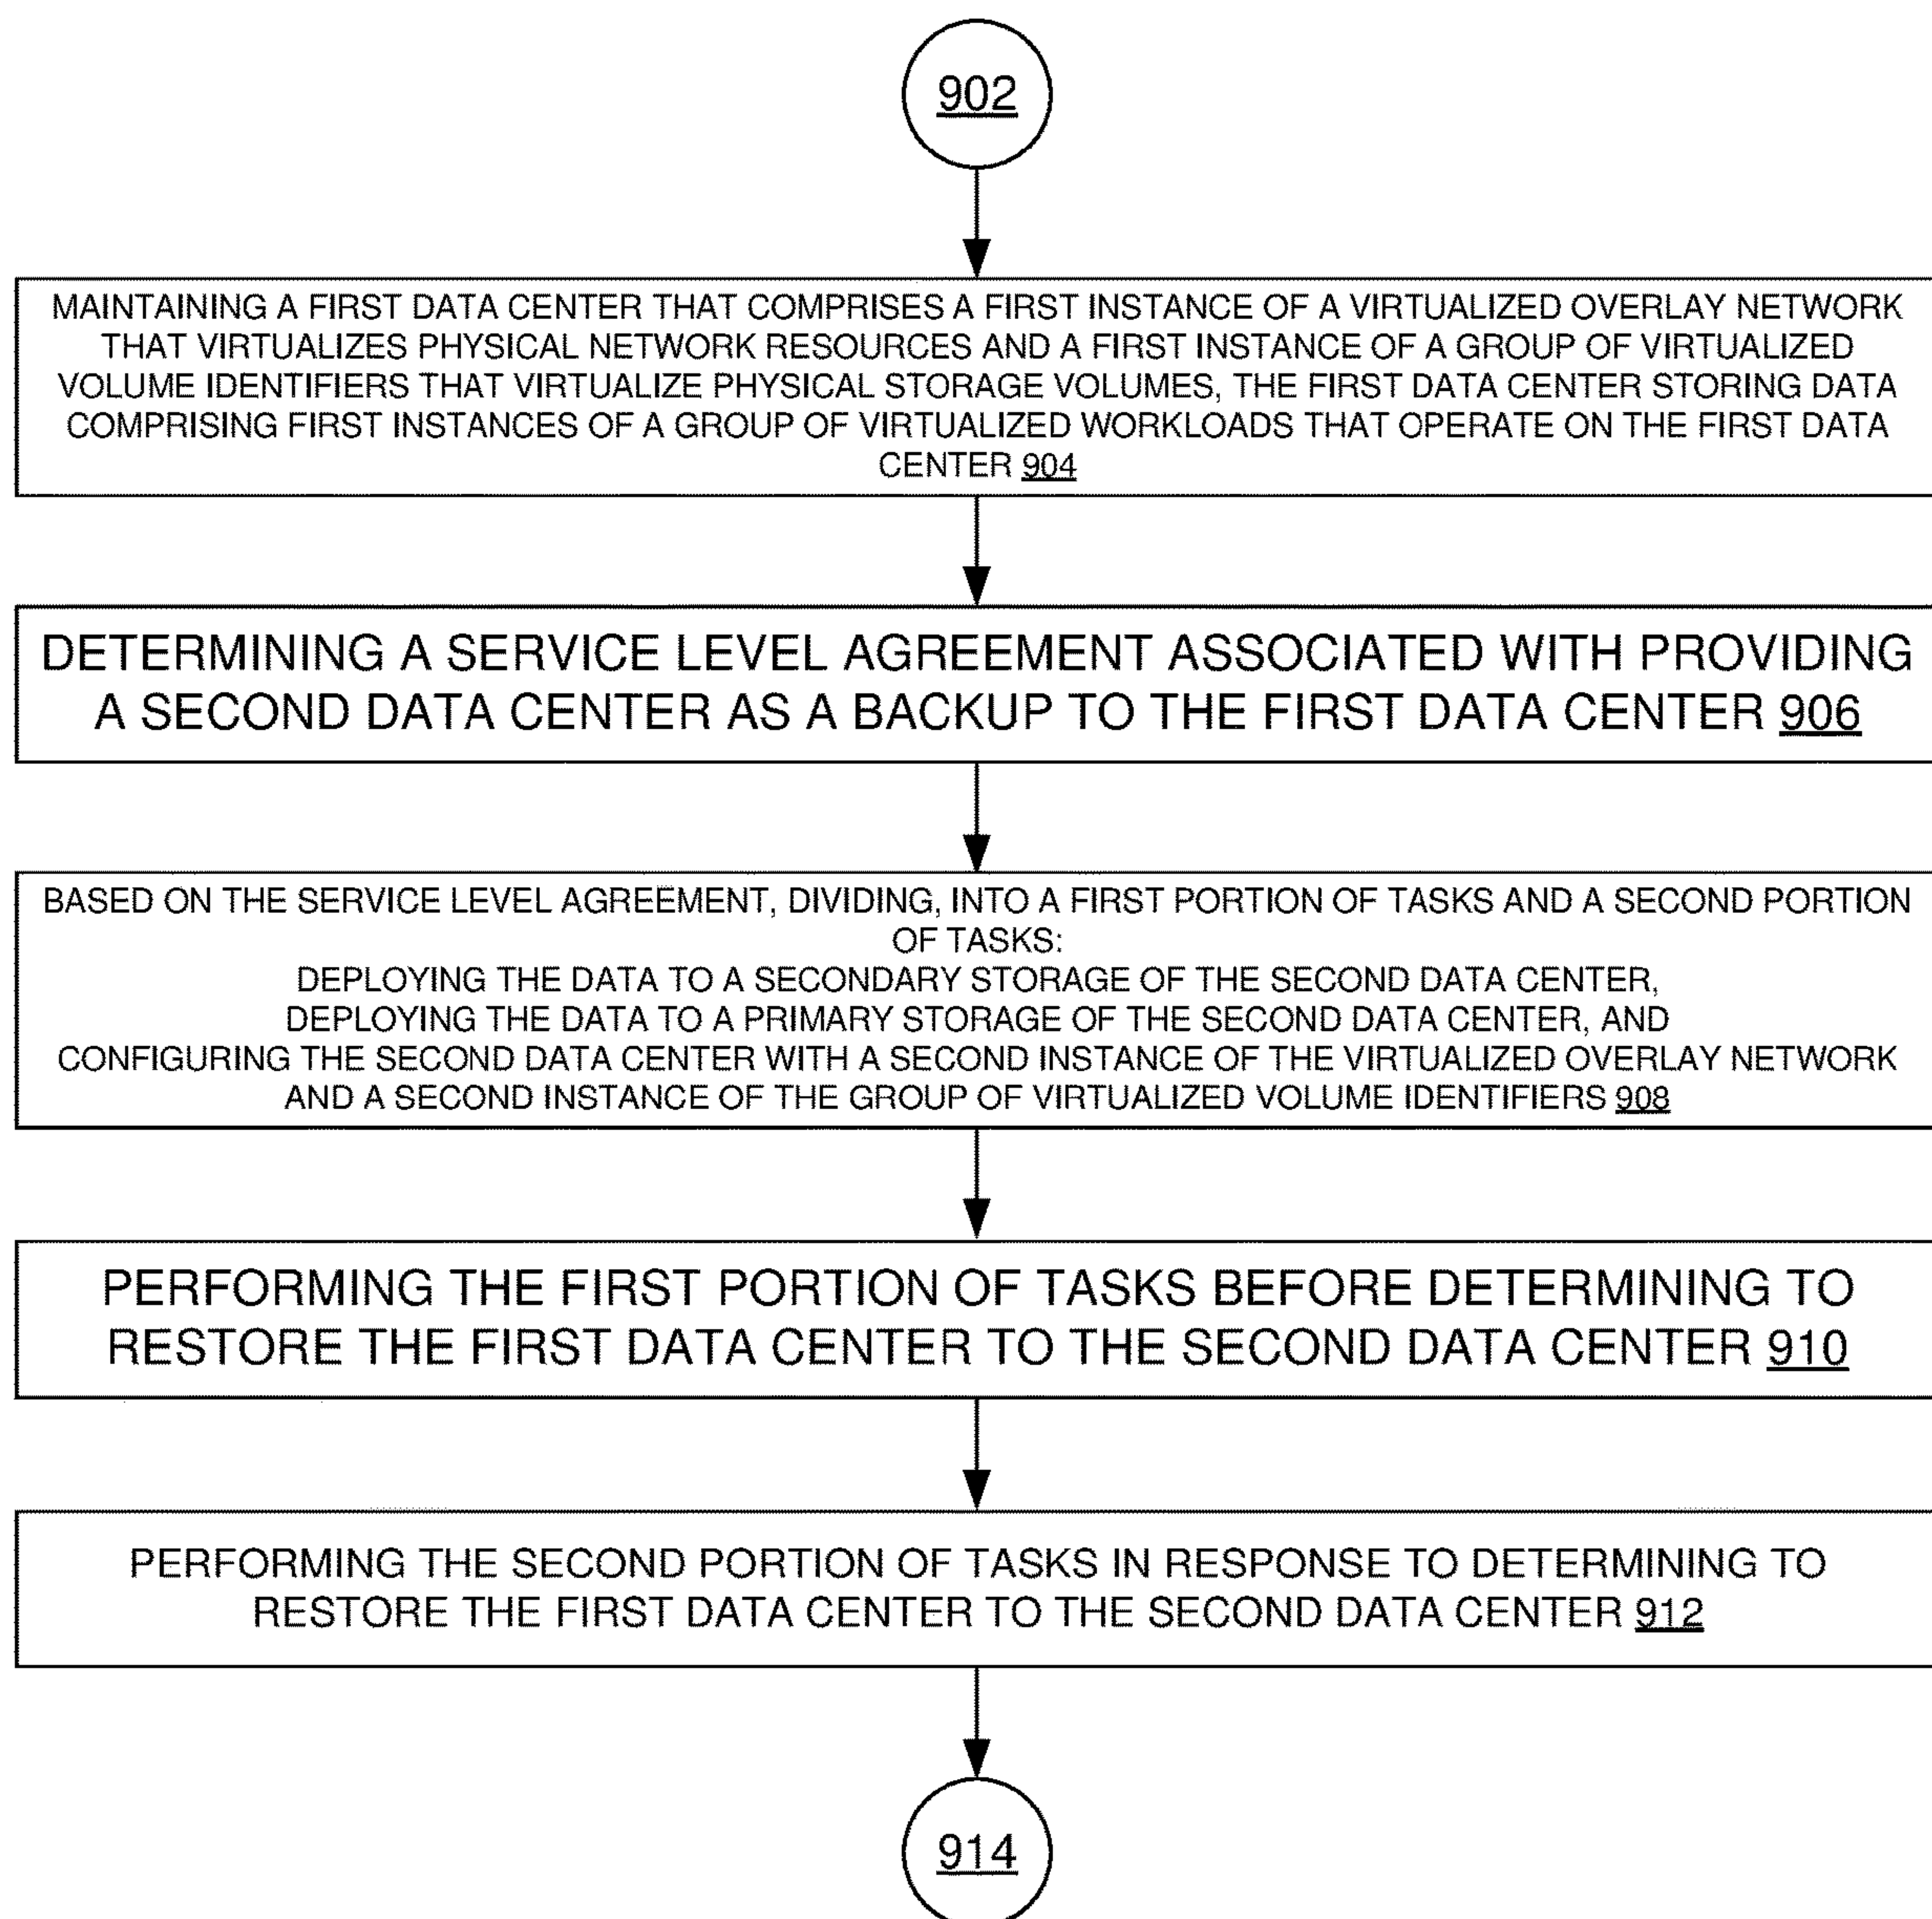 902
MAINTAINING A FIRST DATA CENTER THAT COMPRISES A FIRST INSTANCE OF A VIRTUALIZED OVERLAY NETWORK
THAT VIRTUALIZES PHYSICAL NETWORK RESOURCES AND A FIRST INSTANCE OF A GROUP OF VIRTUALIZED
VOLUME IDENTIFIERS THAT VIRTUALIZE PHYSICAL STORAGE VOLUMES, THE FIRST DATA CENTER STORING DATA
COMPRISING FIRST INSTANCES OF A GROUP OF VIRTUALIZED WORKLOADS THAT OPERATE ON THE FIRST DATA
CENTER 904
DETERMINING A SERVICE LEVEL AGREEMENT ASSOCIATED WITH PROVIDING
A SECOND DATA CENTER AS A BACKUP TO THE FIRST DATA CENTER 906
BASED ON THE SERVICE LEVEL AGREEMENT, DIVIDING, INTO A FIRST PORTION OF TASKS AND A SECOND PORTION
OF TASKS:
DEPLOYING THE DATA TO A SECONDARY STORAGE OF THE SECOND DATA CENTER,
DEPLOYING THE DATA TO A PRIMARY STORAGE OF THE SECOND DATA CENTER, AND
CONFIGURING THE SECOND DATA CENTER WITH A SECOND INSTANCE OF THE VIRTUALIZED OVERLAY NETWORK
AND A SECOND INSTANCE OF THE GROUP OF VIRTUALIZED VOLUME IDENTIFIERS 908
PERFORMING THE FIRST PORTION OF TASKS BEFORE DETERMINING TO
RESTORE THE FIRST DATA CENTER TO THE SECOND DATA CENTER 910
PERFORMING THE SECOND PORTION OF TASKS IN RESPONSE TO DETERMINING TO
RESTORE THE FIRST DATA CENTER TO THE SECOND DATA CENTER 912
914